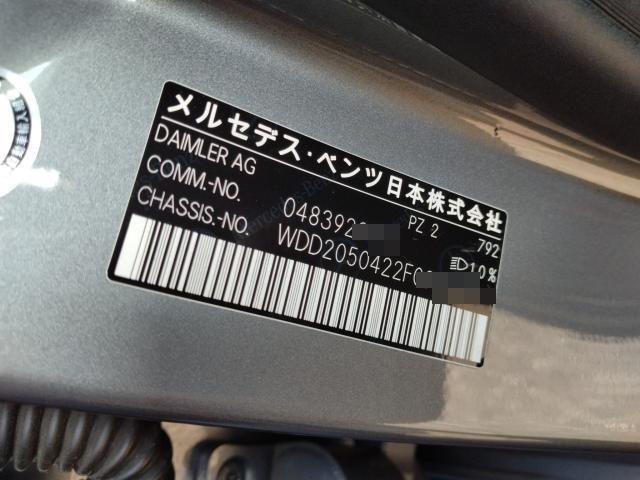 メルセデス・ベンツ日本株式会社
DAIMLER AG
COMM.-NO. 048392 PZ 2 792
CHASSIS.-NO. WDD2050422F 10%